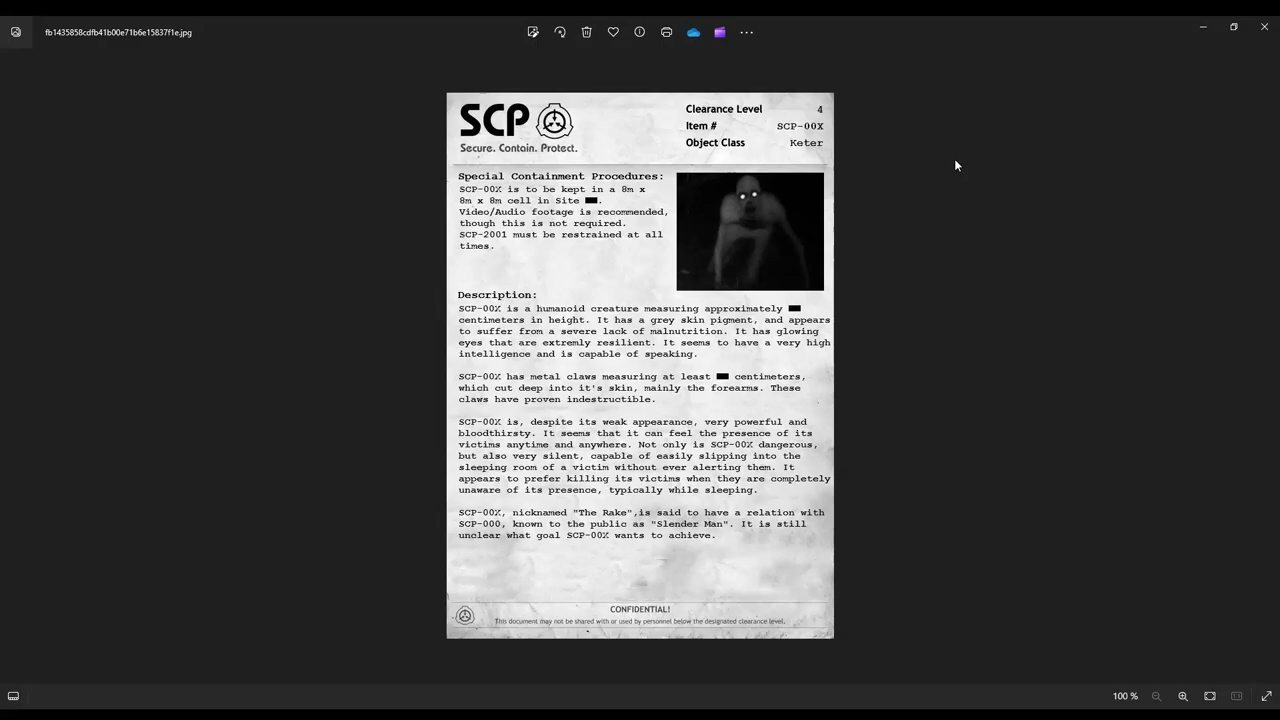 fb1435858cdfb41b00e71b6e15837f1e.jpg
SCP
Secure. Contain. Protect.
Clearance Level 4
Item # SCP-00X
Object Class Keter
Special Containment Procedures:
SCP-00X is to be kept in a 8m x
8m x 8m cell in Site .
Video/Audio footage is recommended,
though this is not required.
SCP-2001 must be restrained at all
times.
Description:
SCP-00X is a humanoid creature measuring approximately
centimeters in height. It has a grey skin pigment, and appears
to suffer from a severe lack of malnutrition. It has glowing
eyes that are extremly resilient. It seems to have a very high
intelligence and is capable of speaking.
SCP-00X has metal claws measuring at least centimeters,
which cut deep into it's skin, mainly the forearms. These
claws have proven indestructible.
SCP-00X is, despite its weak appearance, very powerful and
bloodthirsty. It seems that it can feel the presence of its
victims anytime and anywhere. Not only is SCP-00X dangerous,
but also very silent, capable of easily slipping into the
sleeping room of a victim without ever alerting them. It
appears to prefer killing its victims when they are completely
unaware of its presence, typically while sleeping.
SCP-00X, nicknamed "The Rake",is said to have a relation with
SCP-000, known to the public as "Slender Man". It is still
unclear what goal SCP-00X wants to achieve.
CONFIDENTIAL!
This document may not be shared with or used by personnel below the designated clearance level.
100 %